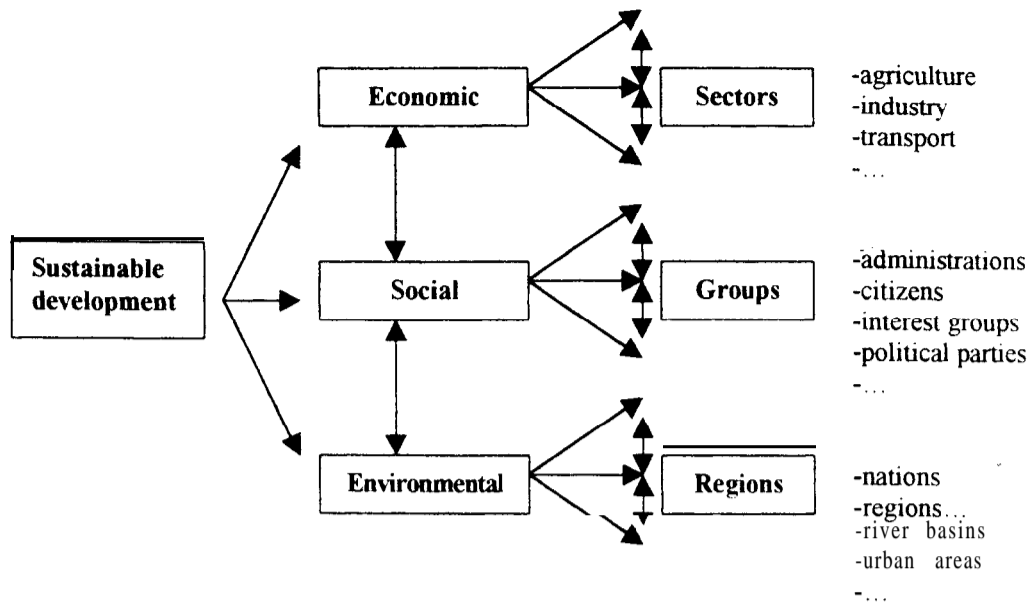 Sustainable
development
Economic
Sectors
-agriculture
-industry
-transport
-...
Social
Groups
-administrations
-citizens
-interest groups
-political parties
-...
Environmental
Regions
-nations
-regions...
-river basins
-urban areas
-...